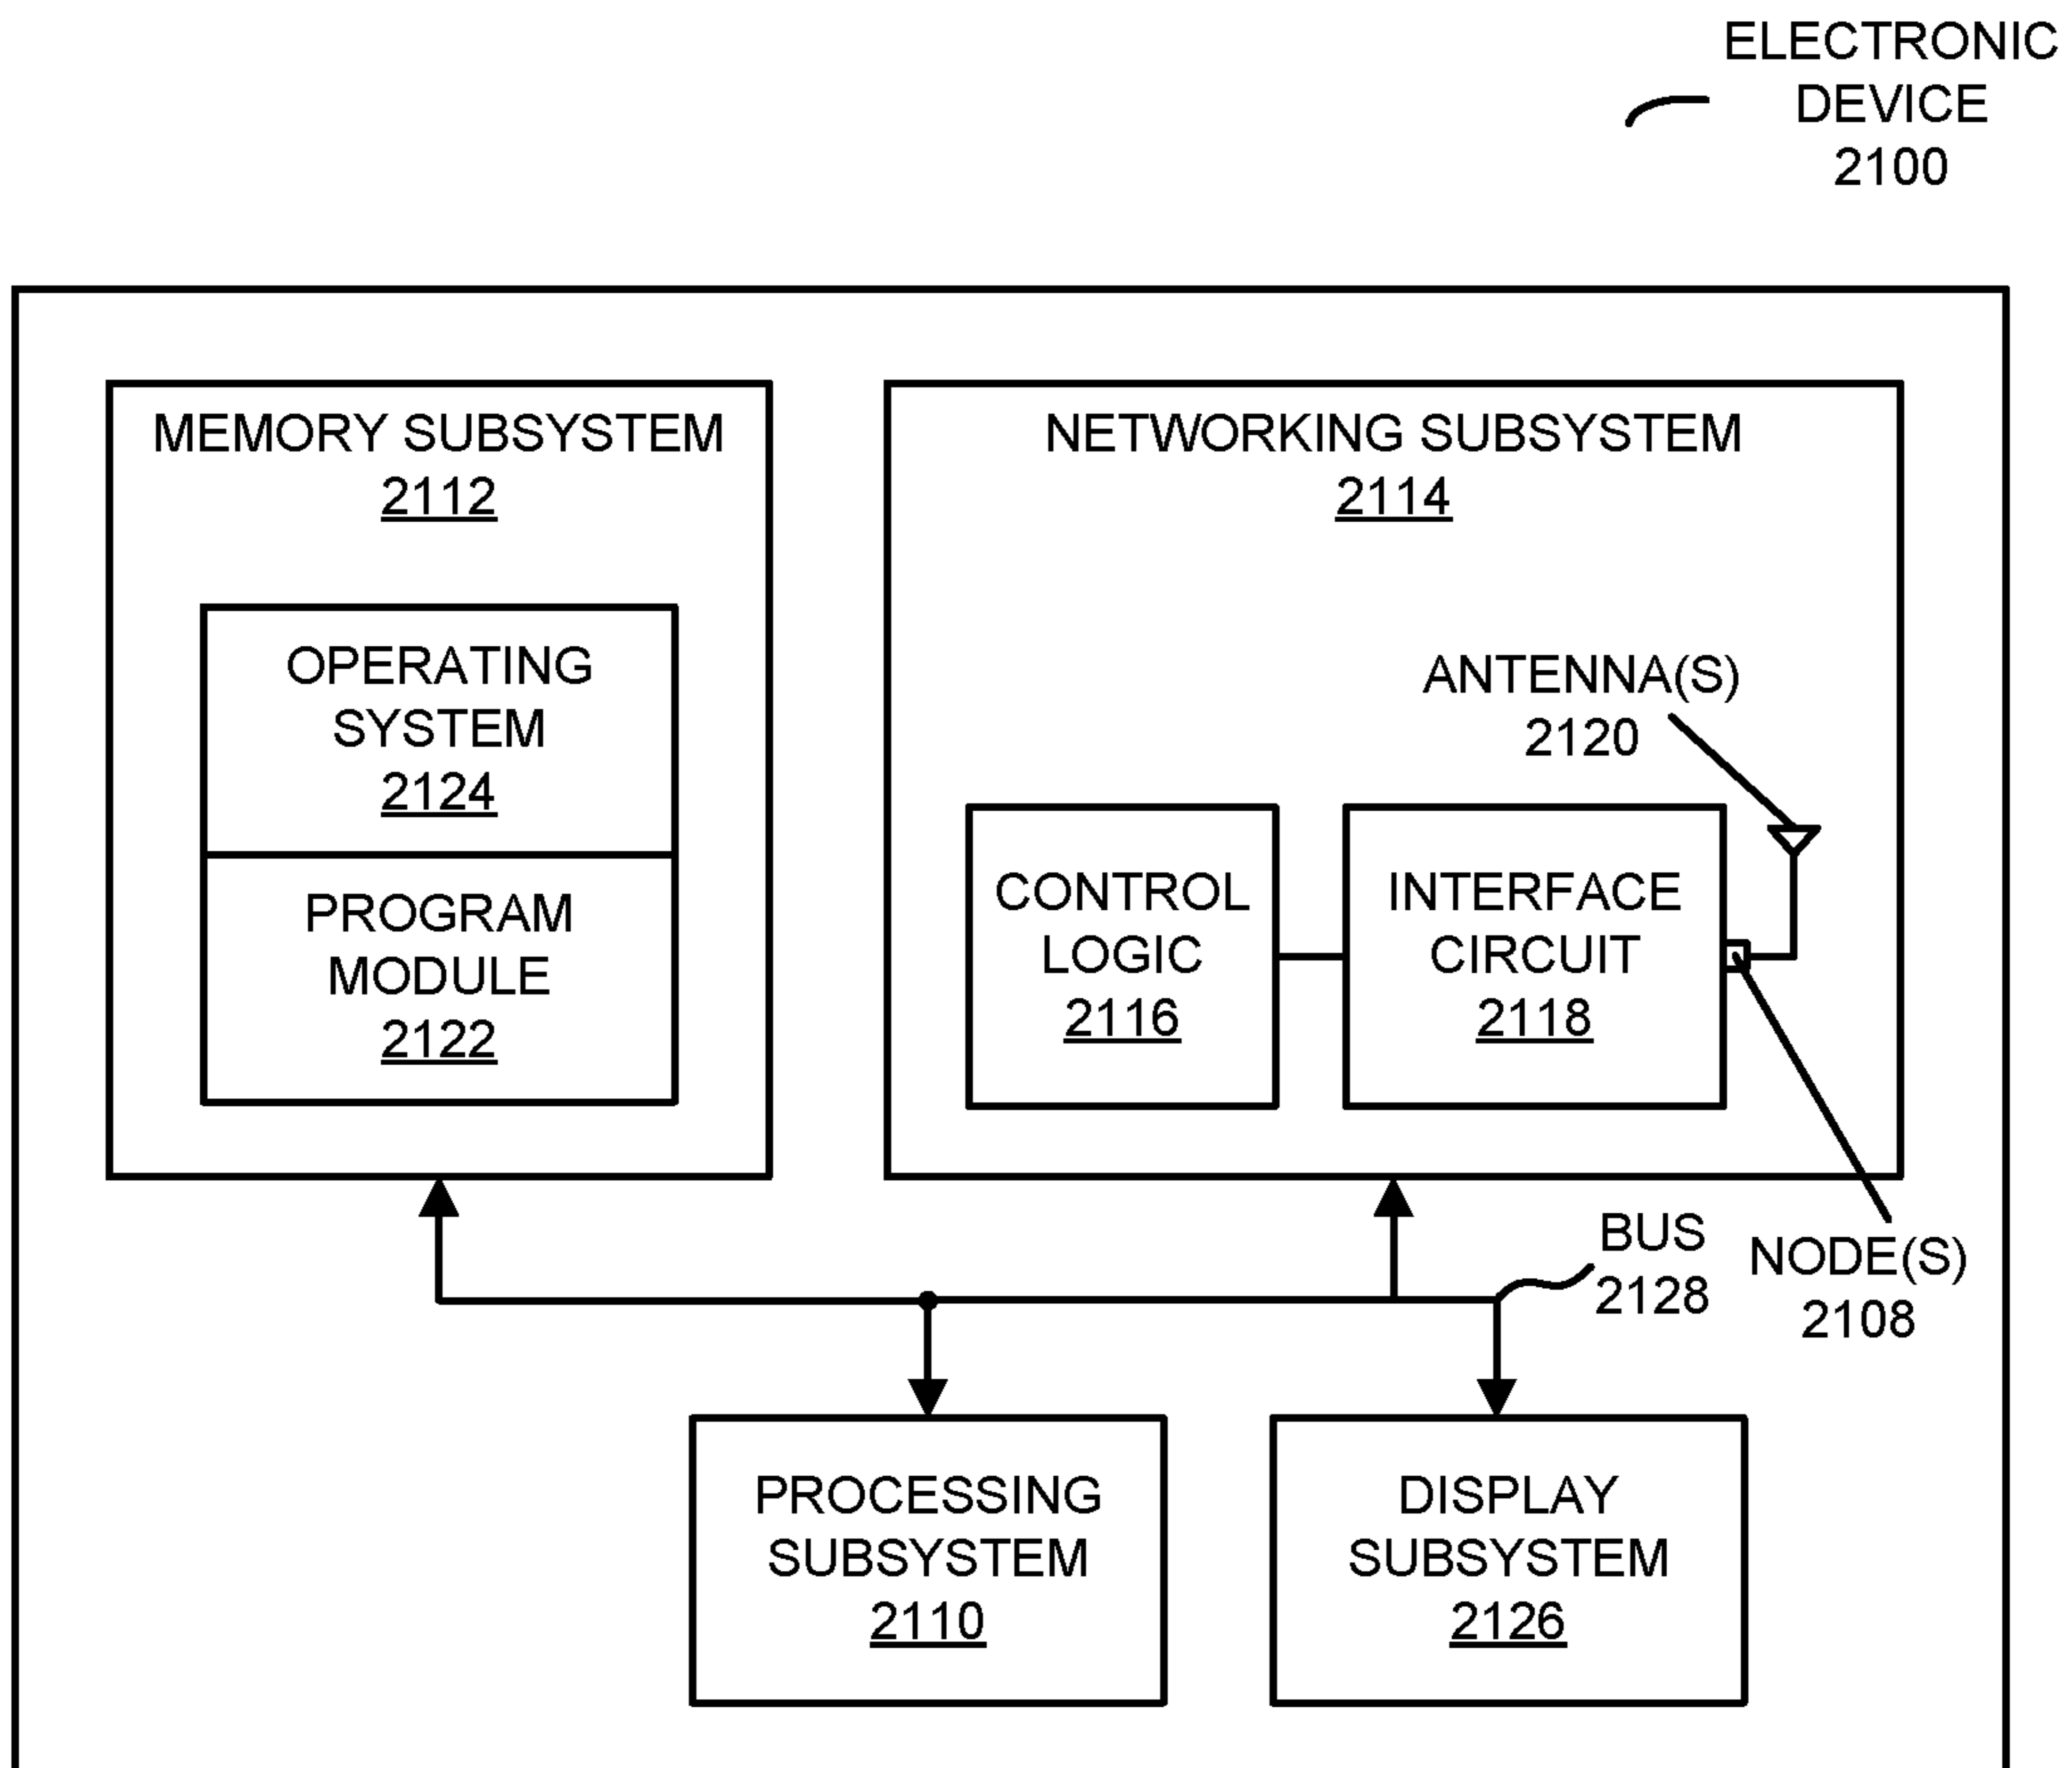 ELECTRONIC
DEVICE
2100
MEMORY SUBSYSTEM
2112
OPERATING
SYSTEM
2124
PROGRAM
MODULE
2122
NETWORKING SUBSYSTEM
2114
ANTENNA(S)
2120
CONTROL
LOGIC
2116
INTERFACE
CIRCUIT
2118
BUS
2128
NODE(S)
2108
PROCESSING
SUBSYSTEM
2110
DISPLAY
SUBSYSTEM
2126